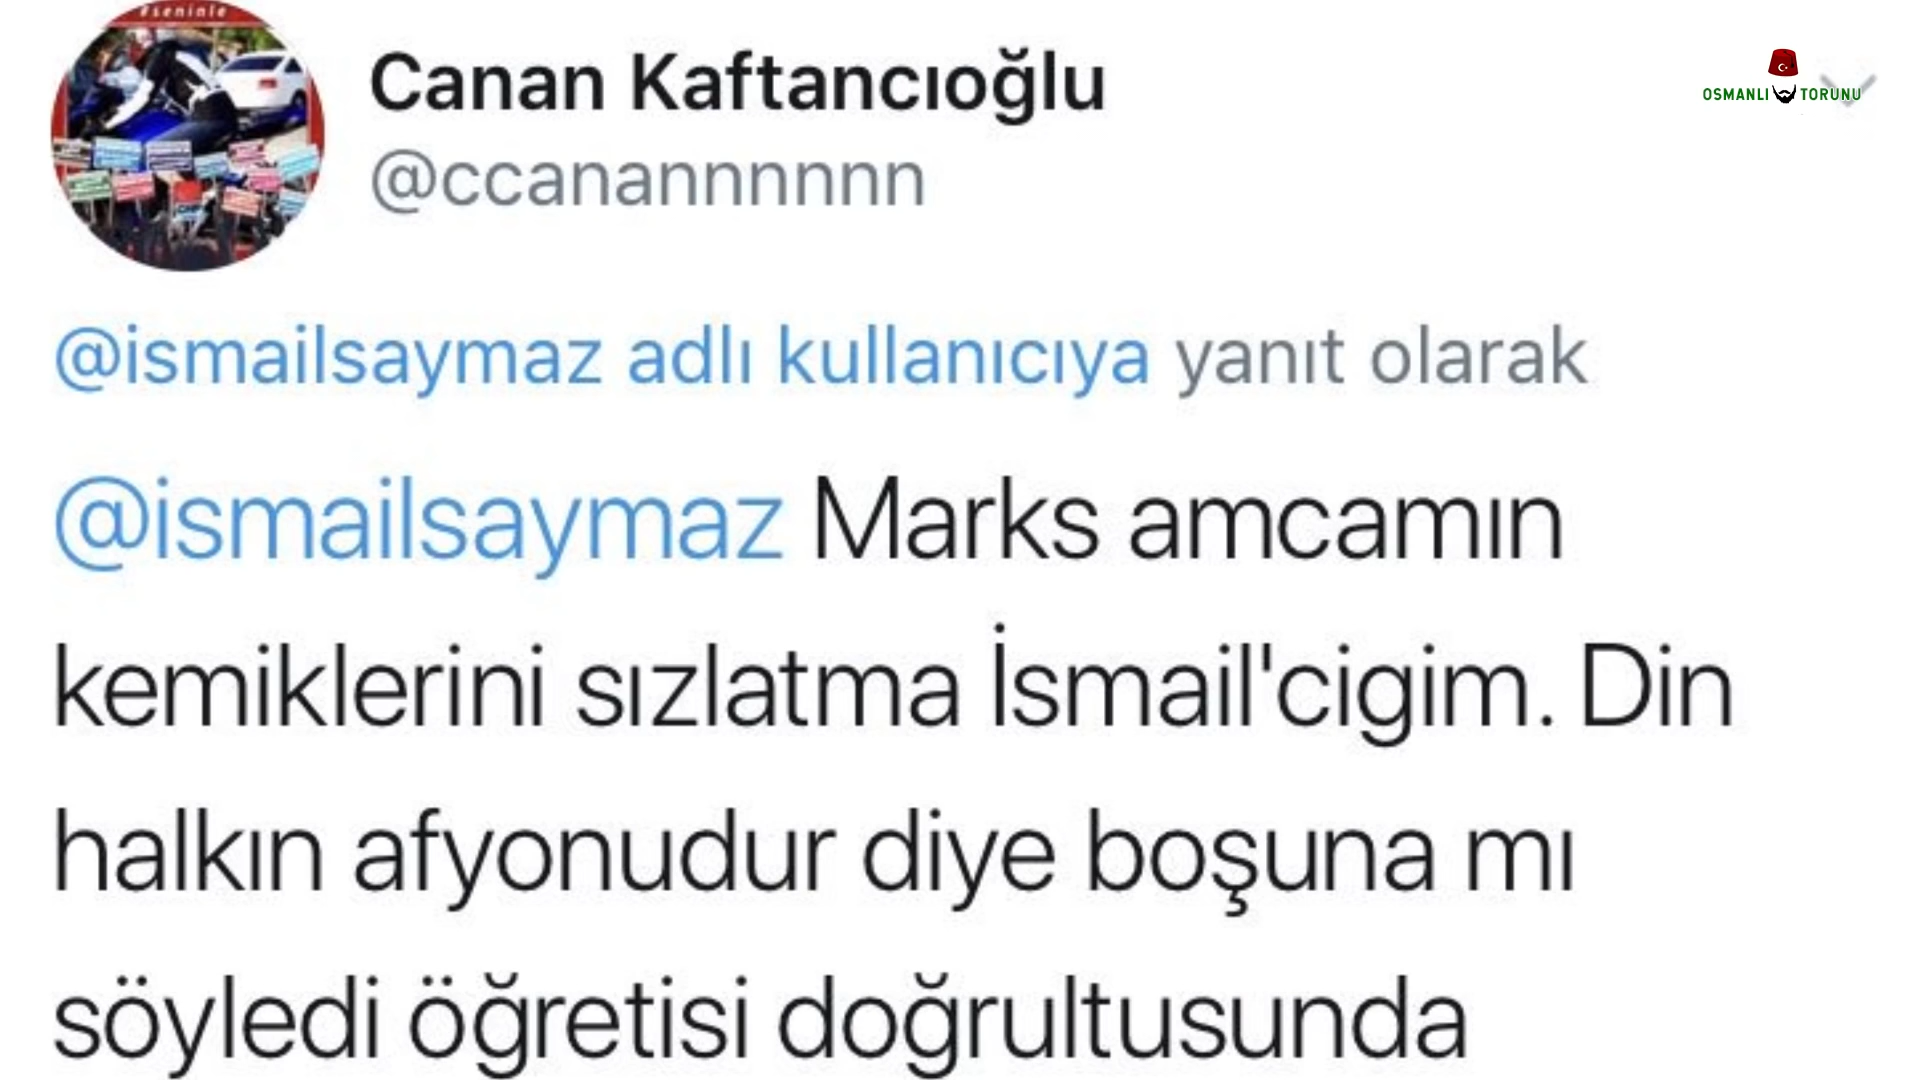 #seninle
Canan Kaftancıoğlu
OSMANLI TORUNU
@ccanannnnnn
@ismailsaymaz adlı kullanıcıya yanıt olarak
@ismailsaymaz Marks amcamın
kemiklerini sızlatma İsmail'cigim. Din
halkın afyonudur diye boşuna mı
söyledi öğretisi doğrultusunda